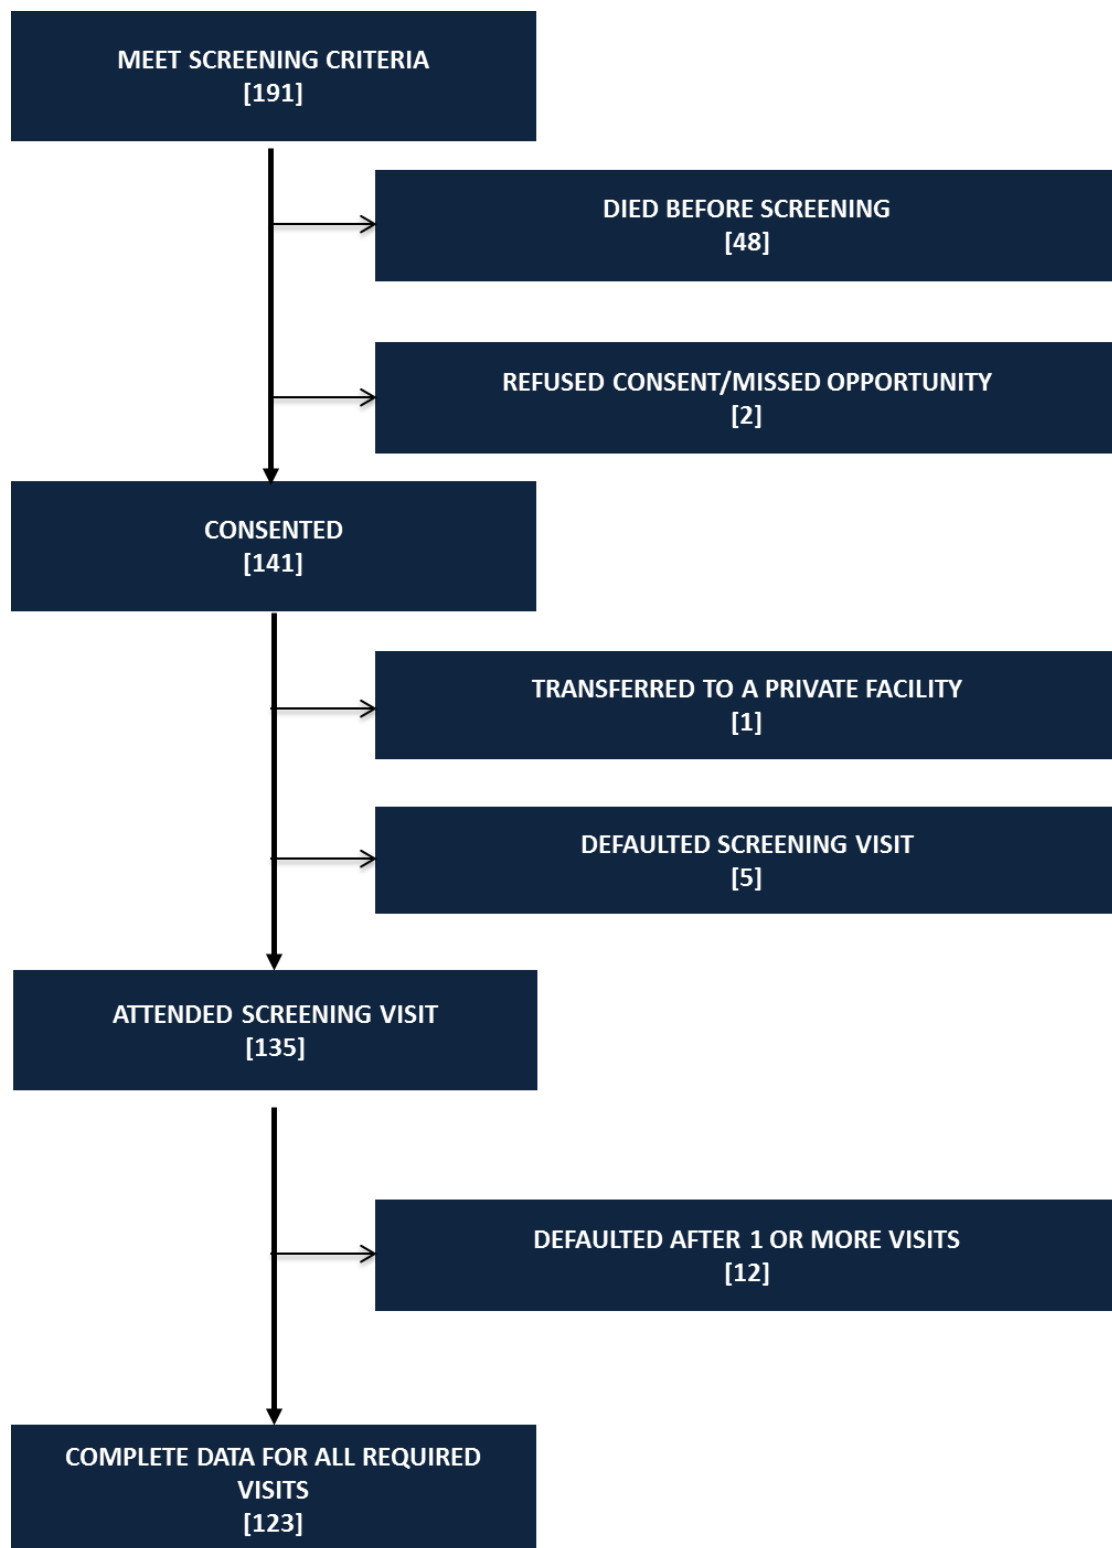 MEET SCREENING CRITERIA
[191]
DIED BEFORE SCREENING
[48]
REFUSED CONSENT/MISSED OPPORTUNITY
[2]
CONSENTED
[141]
TRANSFERRED TO A PRIVATE FACILITY
[1]
DEFAULTED SCREENING VISIT
[5]
ATTENDED SCREENING VISIT
[135]
DEFAULTED AFTER 1 OR MORE VISITS
[12]
COMPLETE DATA FOR ALL REQUIRED
VISITS
[123]